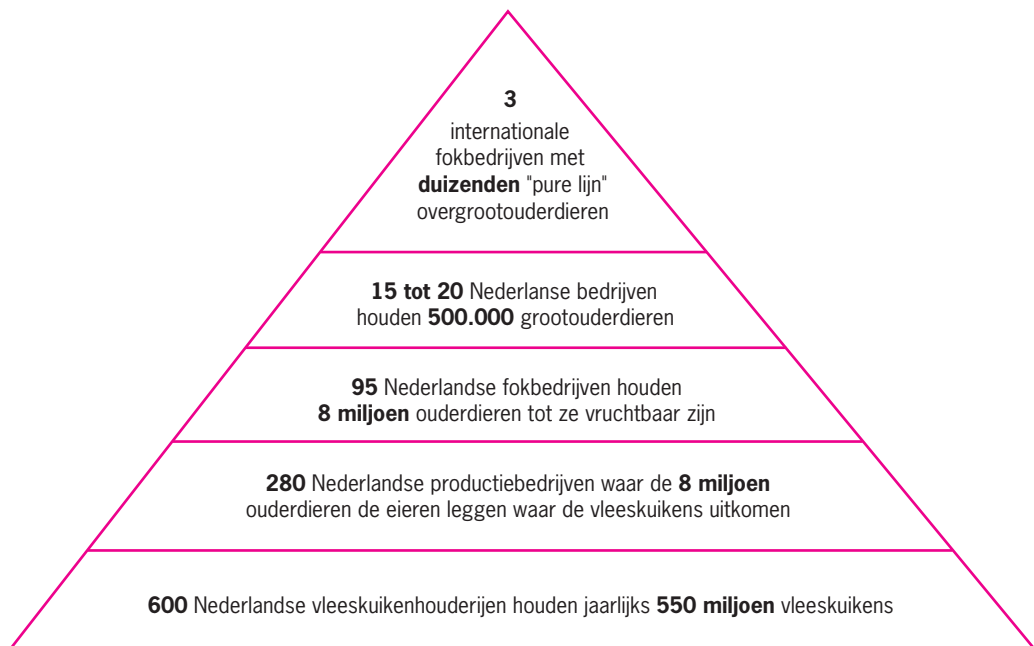 3
internationale
fokbedrijven met
duizenden "pure lijn"
overgrootouderdieren
15 tot 20 Nederlanse bedrijven
houden 500.000 grootouderdieren
95 Nederlandse fokbedrijven houden
8 miljoen ouderdieren tot ze vruchtbaar zijn
280 Nederlandse productiebedrijven waar de 8 miljoen
ouderdieren de eieren leggen waar de vleeskuikens uitkomen
600 Nederlandse vleeskuikenhouderijen houden jaarlijks 550 miljoen vleeskuikens